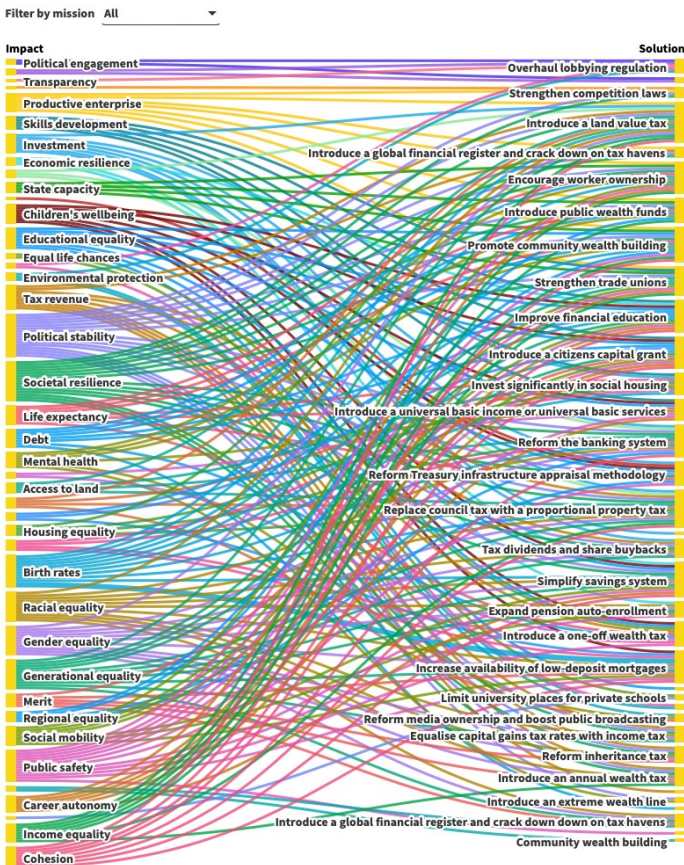 Filter by mission All
Impact
Solution
Political engagement
Transparency
Productive enterprise
Skills development
Investment
Economic resilience
State capacity
Children's wellbeing
Educational equality
Equal life chances
Environmental protection
Tax revenue
Political stability
Societal resilience
Life expectancy
Debt
Mental health
Access to land
Housing equality
Birth rates
Racial equality
Gender equality
Generational equality
Merit
Regional equality
Social mobility
Public safety
Career autonomy
Income equality
Cohesion
Overhaul lobbying regulation
Strengthen competition laws
Introduce a land value tax
Introduce a global financial register and crack down on tax havens
Encourage worker ownership
Introduce public wealth funds
Promote community wealth building
Strengthen trade unions
Improve financial education
Introduce a citizens capital grant
Invest significantly in social housing
Introduce a universal basic income or universal basic services
Reform the banking system
Reform Treasury infrastructure appraisal methodology
Replace council tax with a proportional property tax
Tax dividends and share buybacks
Simplify savings system
Expand pension auto-enrollment
Introduce a one-off wealth tax
Increase availability of low-deposit mortgages
Limit university places for private schools
Reform media ownership and boost public broadcasting
Equalise capital gains tax rates with income tax
Reform inheritance tax
Introduce an annual wealth tax
Introduce an extreme wealth line
Introduce a global financial register and crack down down on tax havens
Community wealth building